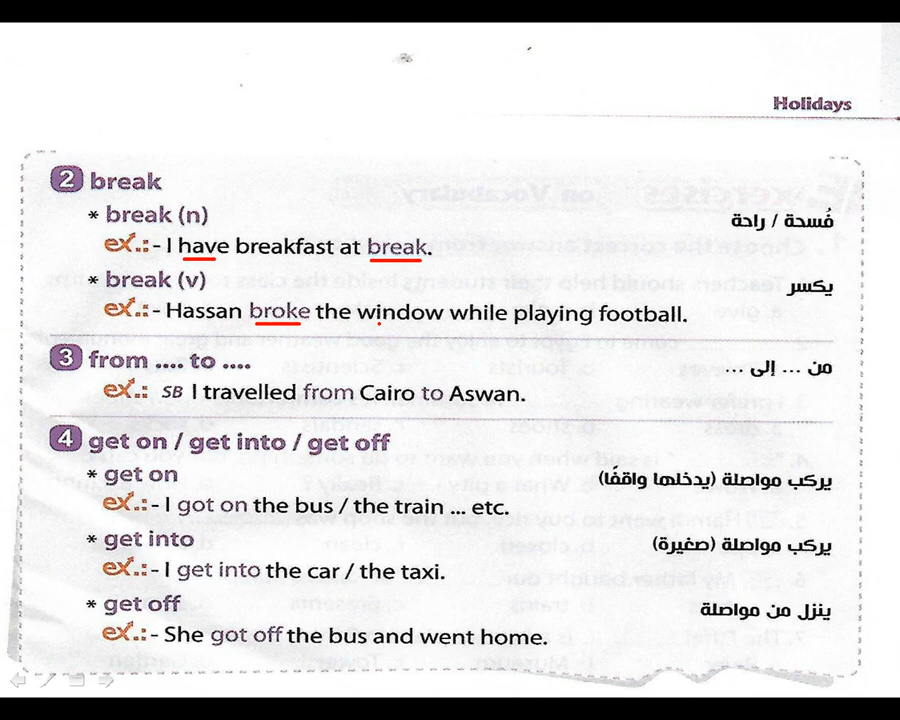 Holidays
2 break
* break (n) فُسحة / راحة
ex.: - I have breakfast at break.
* break (v) يكسر
ex.: - Hassan broke the window while playing football.
3 from .... to .... من ... إلى ...
ex.: SB I travelled from Cairo to Aswan.
4 get on / get into / get off
* get on يركب مواصلة (يدخلها واقفًا)
ex.: - I got on the bus / the train ... etc.
* get into يركب مواصلة (صغيرة)
ex.: - I get into the car / the taxi.
* get off ينزل من مواصلة
ex.: - She got off the bus and went home.